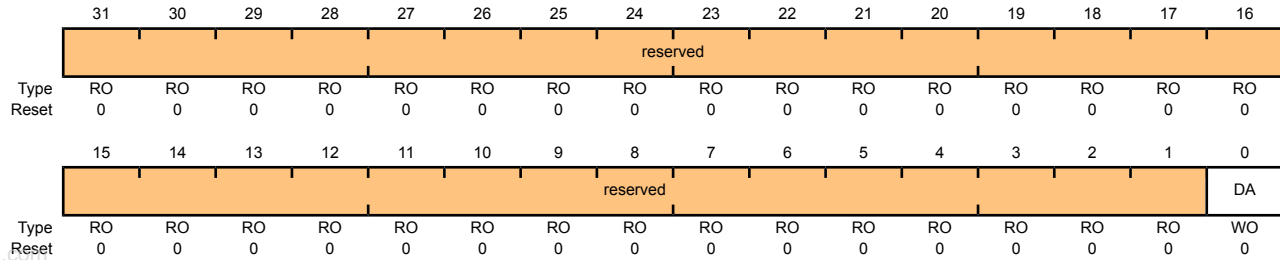 31 30 29 28 27 26 25 24 23 22 21 20 19 18 17 16
reserved
Type RO RO RO RO RO RO RO RO RO RO RO RO RO RO RO RO
Reset 0 0 0 0 0 0 0 0 0 0 0 0 0 0 0 0
15 14 13 12 11 10 9 8 7 6 5 4 3 2 1 0
reserved DA
Type RO RO RO RO RO RO RO RO RO RO RO RO RO RO RO WO
Reset 0 0 0 0 0 0 0 0 0 0 0 0 0 0 0 0
.com